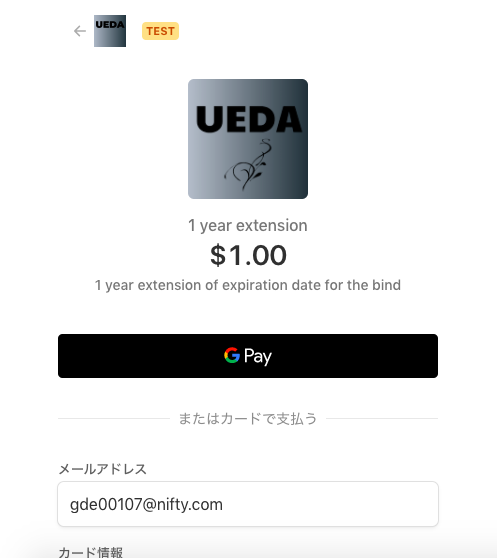 UEDA
TEST
UEDA
1 year extension
$1.00
1 year extension of expiration date for the bind
G Pay
またはカードで支払う
メールアドレス
gde00107@nifty.com
カード情報